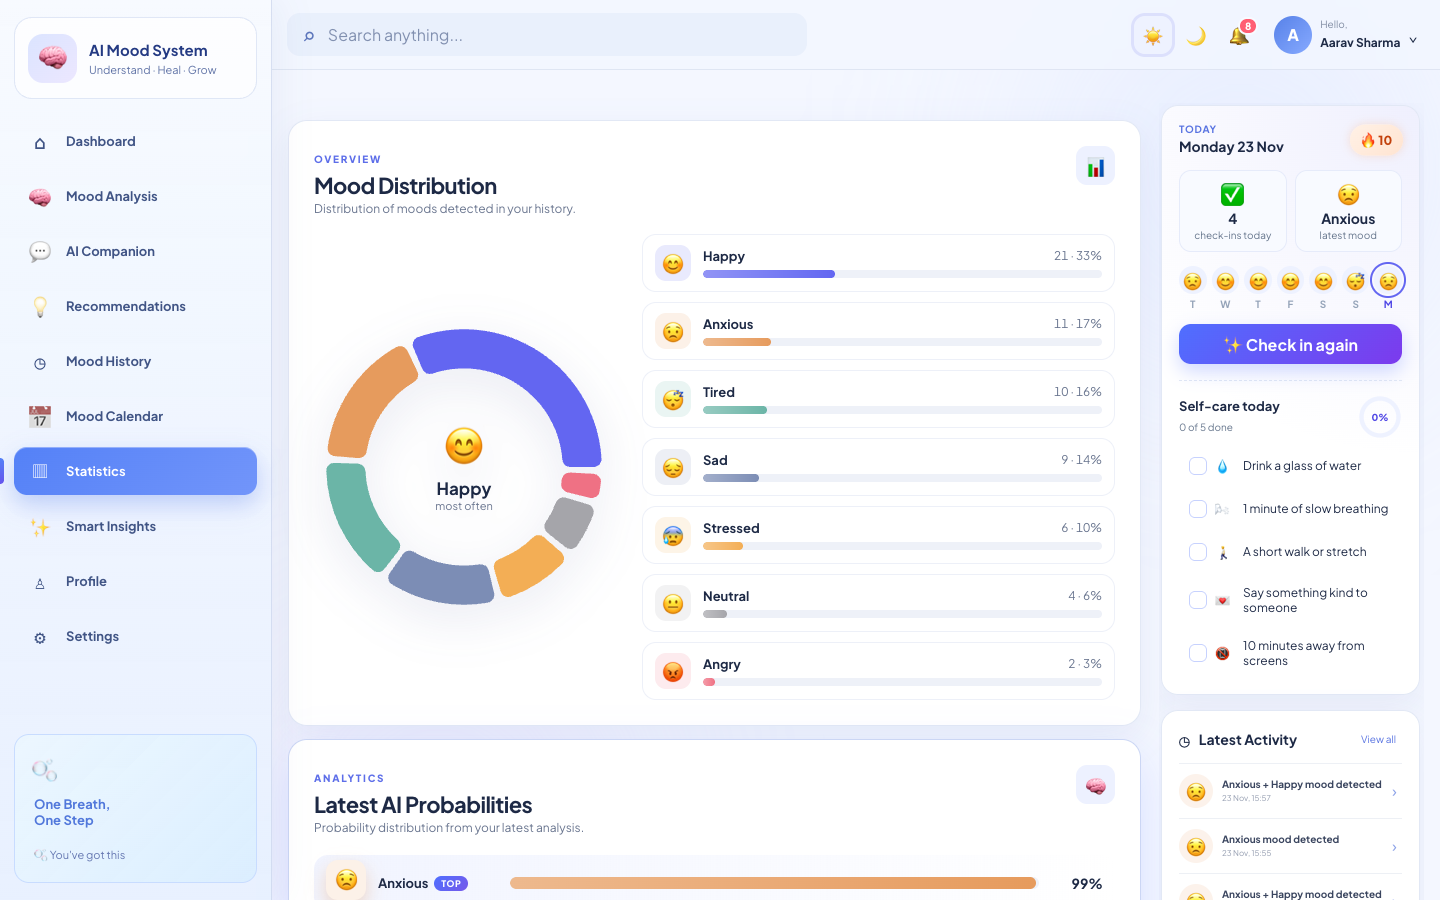 AI Mood System
Understand · Heal · Grow
Dashboard
Mood Analysis
AI Companion
Recommendations
Mood History
Mood Calendar
Statistics
Smart Insights
Profile
Settings
One Breath,
One Step
You've got this
Search anything...
8
A
Hello,
Aarav Sharma
OVERVIEW
Mood Distribution
Distribution of moods detected in your history.
Happy
most often
Happy 21 · 33%
Anxious 11 · 17%
Tired 10 · 16%
Sad 9 · 14%
Stressed 6 · 10%
Neutral 4 · 6%
Angry 2 · 3%
ANALYTICS
Latest AI Probabilities
Probability distribution from your latest analysis.
Anxious TOP 99%
TODAY
Monday 23 Nov
10
4
check-ins today
Anxious
latest mood
T W T F S S M
Check in again
Self-care today
0 of 5 done
0%
Drink a glass of water
1 minute of slow breathing
A short walk or stretch
Say something kind to
someone
10 minutes away from
screens
Latest Activity View all
Anxious + Happy mood detected
23 Nov, 15:57
Anxious mood detected
23 Nov, 15:55
Anxious + Happy mood detected